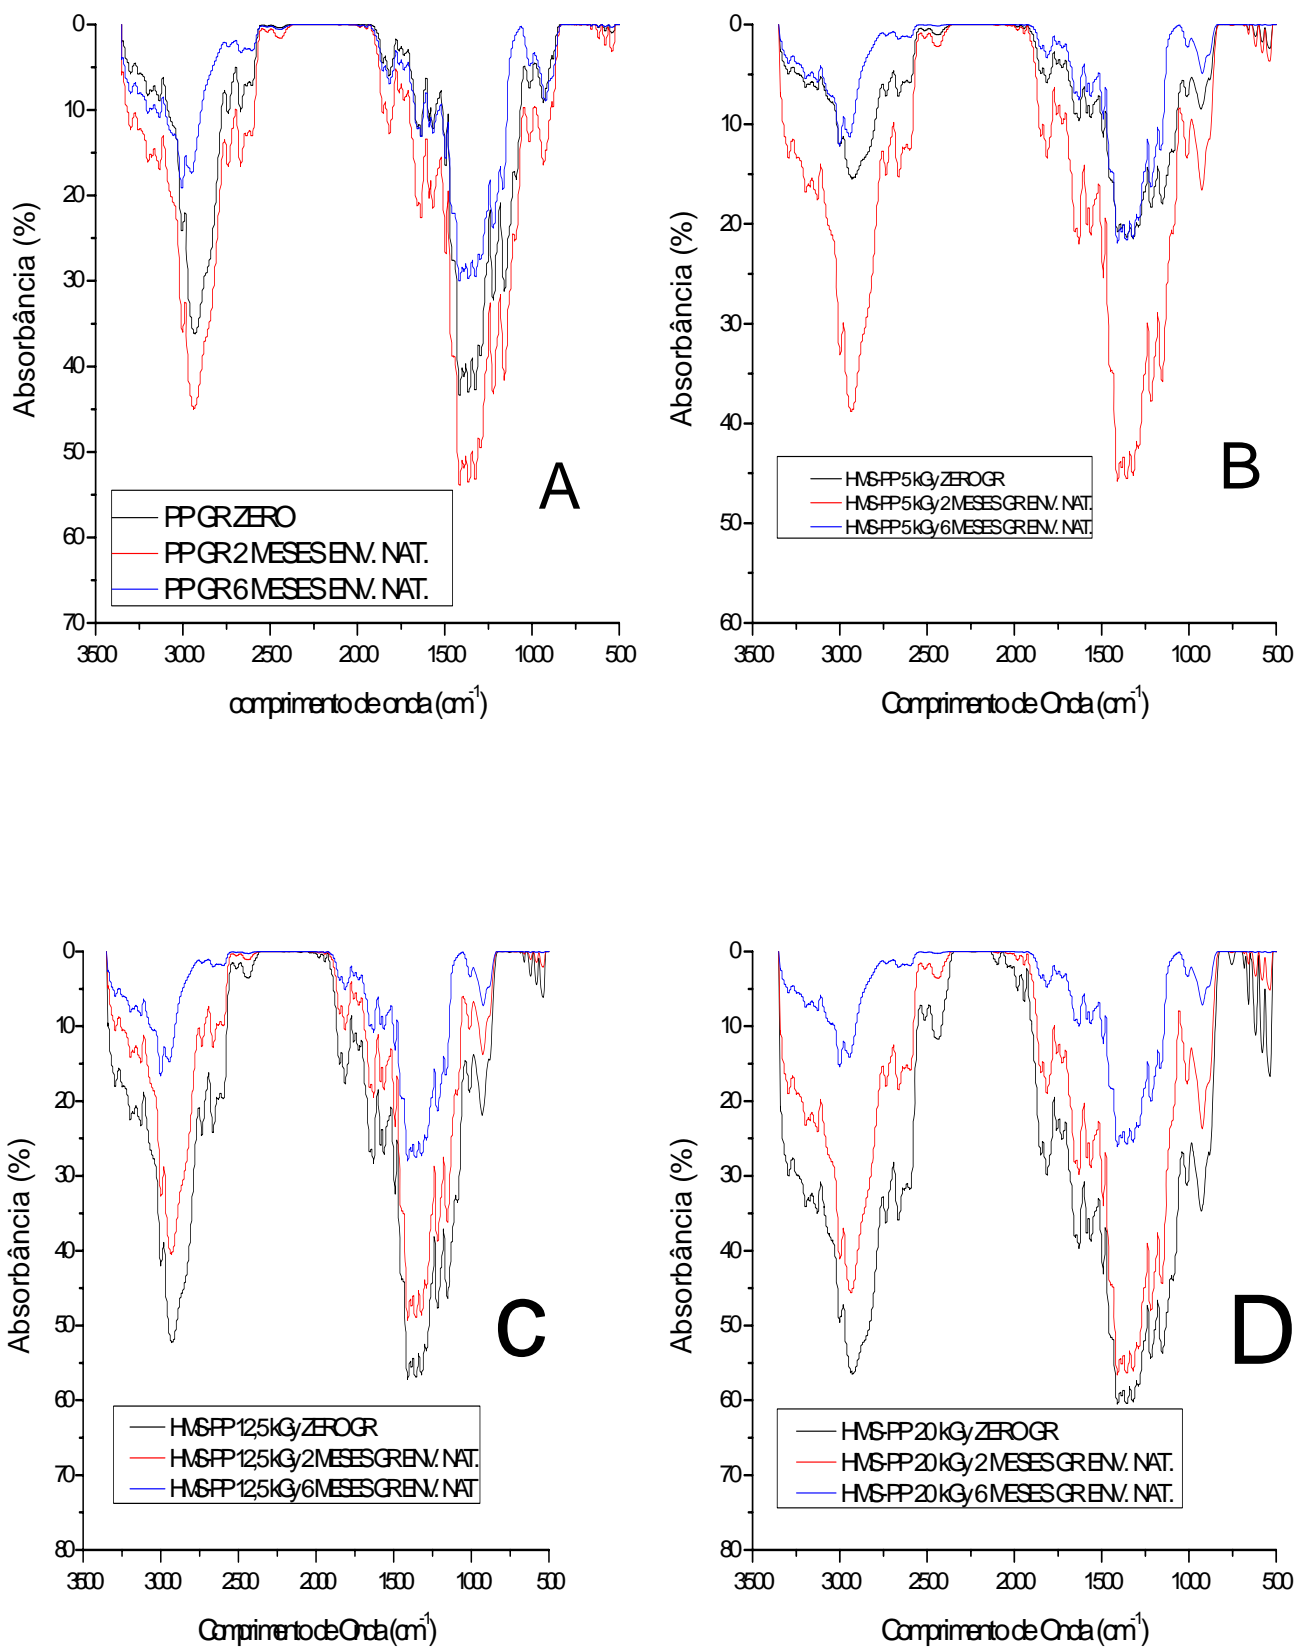 0
10
20
30
40
50
60
70
3500
3000
2500
2000
1500
1000
500
Absorbância (%)
comprimento de onda (cm-1)
A
PP GR ZERO
PP GR 2 MESES ENV. NAT.
PP GR 6 MESES ENV. NAT.
0
10
20
30
40
50
60
3500
3000
2500
2000
1500
1000
500
Absorbância (%)
Comprimento de Onda (cm-1)
B
HMS-PP 5 kGy ZERO GR
HMS-PP 5 kGy 2 MESES GR ENV. NAT.
HMS-PP 5 kGy 6 MESES GR ENV. NAT.
0
10
20
30
40
50
60
70
80
3500
3000
2500
2000
1500
1000
500
Absorbância (%)
Comprimento de Onda (cm-1)
C
HMS-PP 12,5 kGy ZERO GR
HMS-PP 12,5 kGy 2 MESES GR ENV. NAT.
HMS-PP 12,5 kGy 6 MESES GR ENV. NAT
0
10
20
30
40
50
60
70
80
3500
3000
2500
2000
1500
1000
500
Absorbância (%)
Comprimento de Onda (cm-1)
D
HMS-PP 20 kGy ZERO GR
HMS-PP 20 kGy 2 MESES GR ENV. NAT.
HMS-PP 20 kGy 6 MESES GR ENV. NAT.